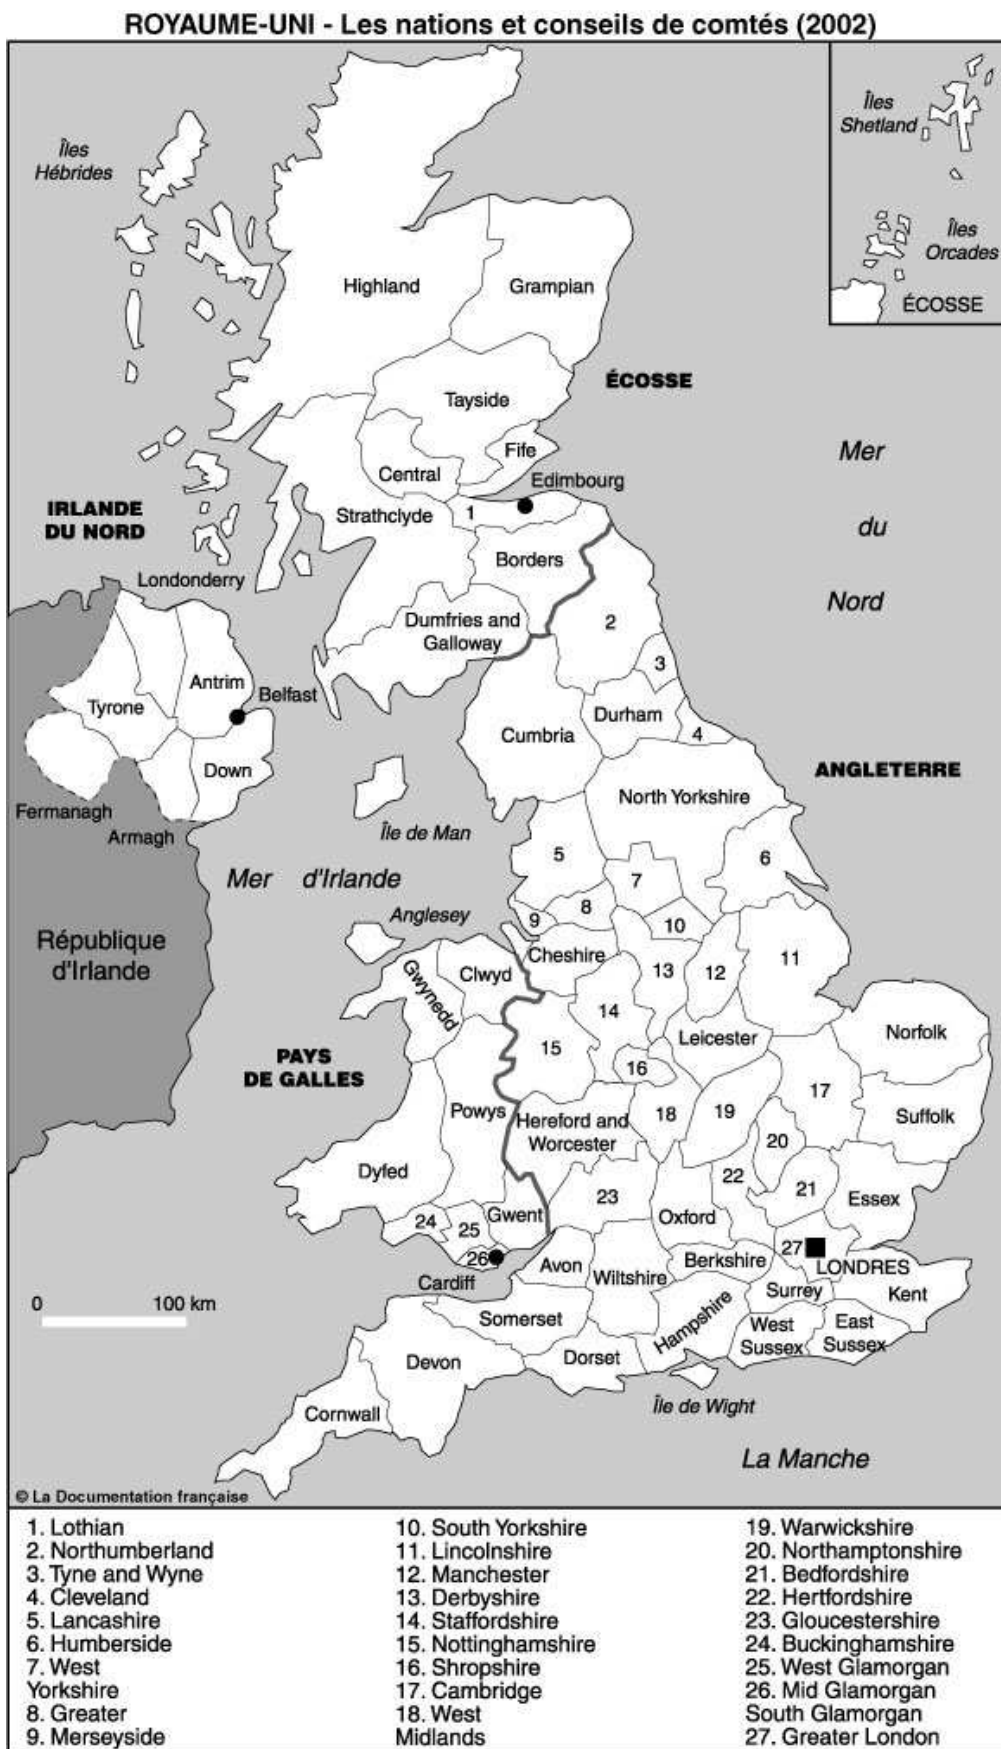 ROYAUME-UNI - Les nations et conseils de comtés (2002)
Îles
Shetland
Îles
Hébrides
Îles
Orcades
ÉCOSSE
Highland
Grampian
ÉCOSSE
Tayside
Fife
Mer
Central
Edimbourg
IRLANDE
DU NORD
Strathclyde
1
du
Borders
Londonderry
Nord
Dumfries and
Galloway
2
3
Antrim
Belfast
Tyrone
Durham
4
Cumbria
Down
ANGLETERRE
North Yorkshire
Fermanagh
Armagh
Île de Man
5
6
7
Mer d'Irlande
8
9
10
Anglesey
République
d'Irlande
Cheshire
Clwyd
Gwynedd
13
12
11
14
Norfolk
Leicester
15
PAYS
DE GALLES
16
17
Powys
Hereford and
Worcester
18
19
Suffolk
20
Dyfed
22
21
23
Essex
24
25
Gwent
Oxford
26
27
LONDRES
Cardiff
Avon
Wiltshire
Berkshire
Surrey
Kent
0 100 km
Somerset
Hampshire
West
Sussex
East
Sussex
Devon
Dorset
Île de Wight
Cornwall
La Manche
© La Documentation française
1. Lothian
2. Northumberland
3. Tyne and Wyne
4. Cleveland
5. Lancashire
6. Humberside
7. West
Yorkshire
8. Greater
9. Merseyside
10. South Yorkshire
11. Lincolnshire
12. Manchester
13. Derbyshire
14. Staffordshire
15. Nottinghamshire
16. Shropshire
17. Cambridge
18. West
Midlands
19. Warwickshire
20. Northamptonshire
21. Bedfordshire
22. Hertfordshire
23. Gloucestershire
24. Buckinghamshire
25. West Glamorgan
26. Mid Glamorgan
South Glamorgan
27. Greater London